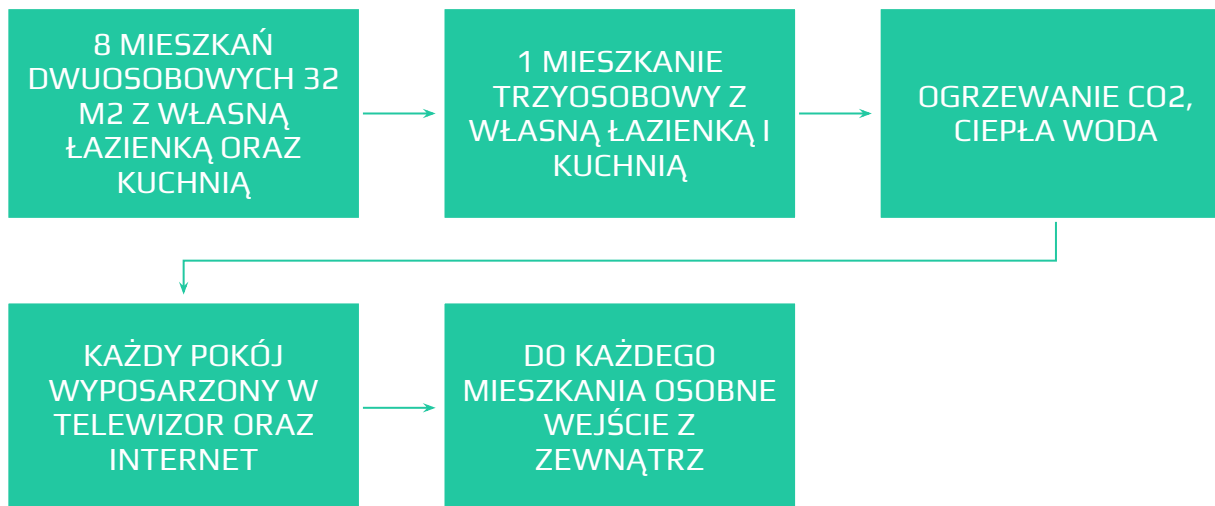 8 MIESZKAŃ
DWUOSOBOWYCH 32
M2 Z WŁASNĄ
ŁAZIENKĄ ORAZ
KUCHNIĄ
1 MIESZKANIE
TRZYOSOBOWY Z
WŁASNĄ ŁAZIENKĄ I
KUCHNIĄ
OGRZEWANIE CO2,
CIEPŁA WODA
KAŻDY POKÓJ
WYPOSARZONY W
TELEWIZOR ORAZ
INTERNET
DO KAŻDEGO
MIESZKANIA OSOBNE
WEJŚCIE Z
ZEWNĄTRZ